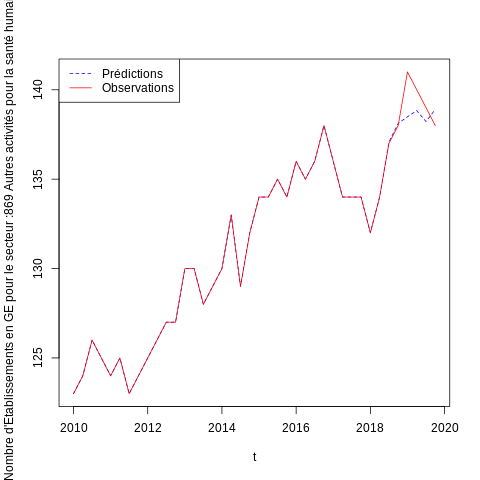 Nombre d'Etablissements en GE pour le secteur :869 Autres activités pour la santé humai
Prédictions
Observations
140
135
130
125
2010
2012
2014
2016
2018
2020
t